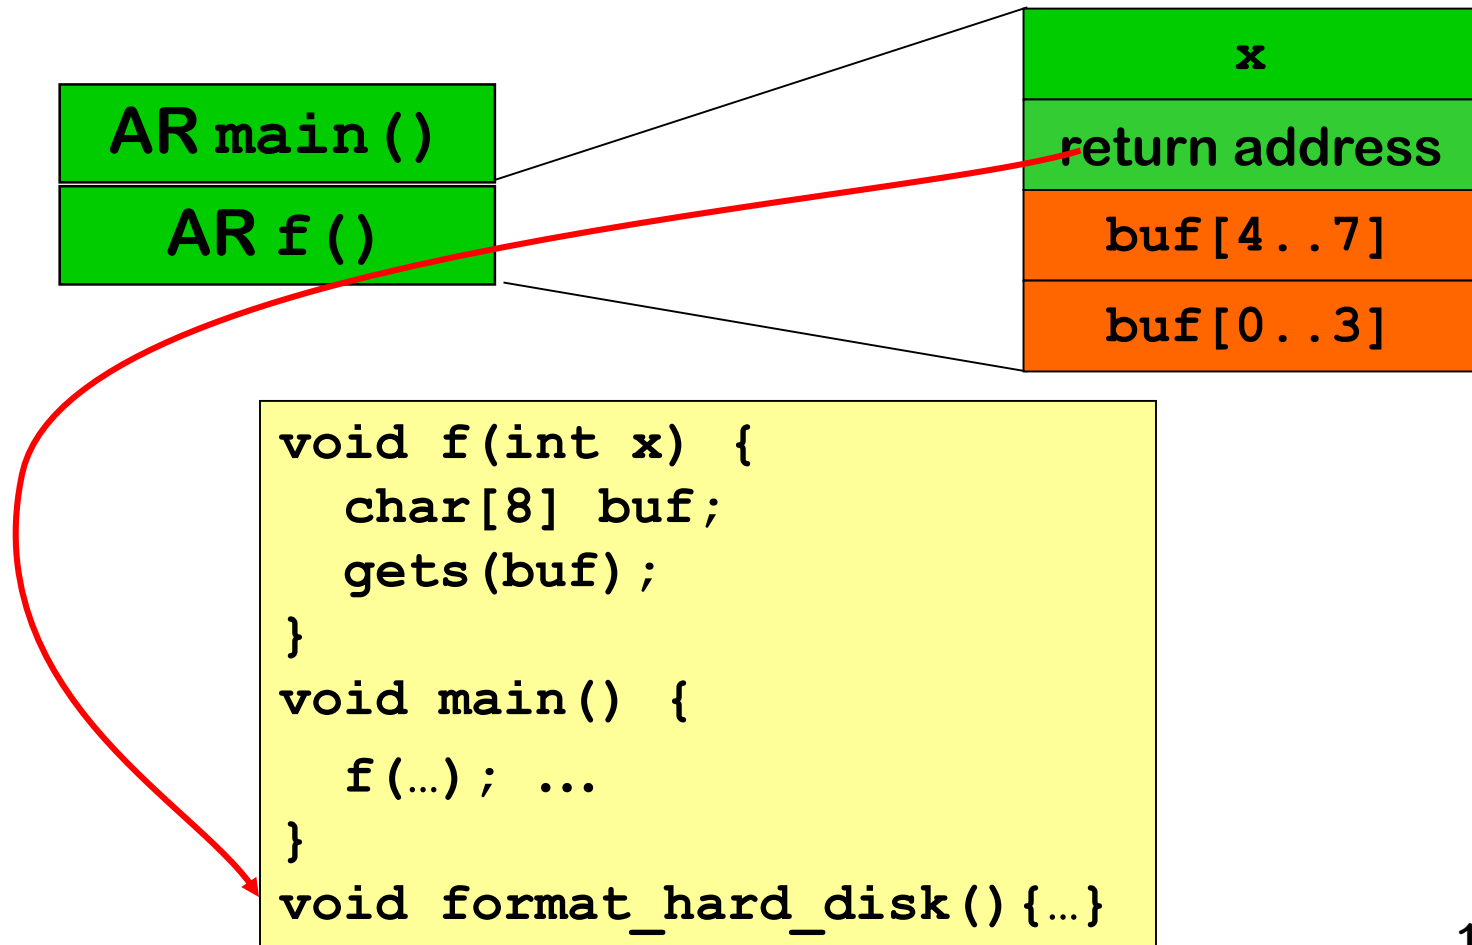 AR main()
AR f()
x
return address
buf[4..7]
buf[0..3]
void f(int x) {
char[8] buf;
gets(buf);
}
void main() {
f(…); …
}
void format_hard_disk(){…}
1